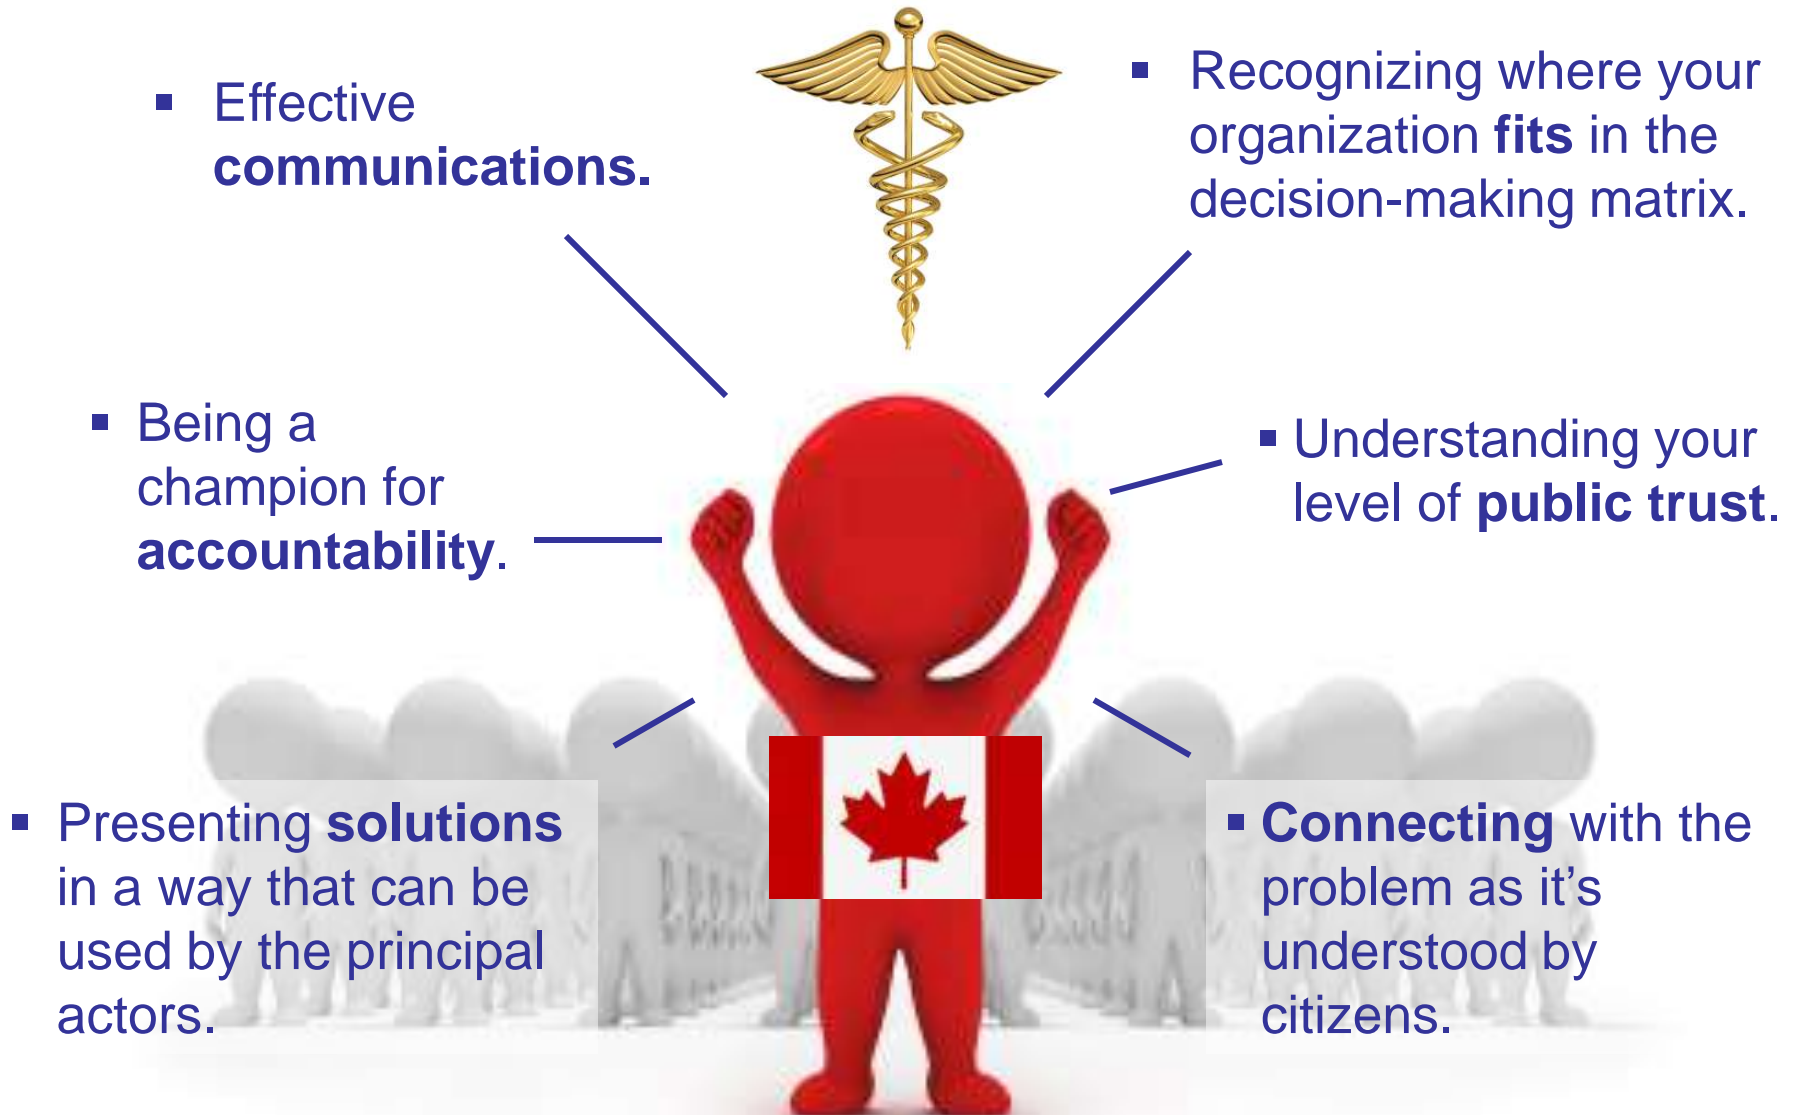 ▪ Effective
communications.
▪ Recognizing where your
organization fits in the
decision-making matrix.
▪ Being a
champion for
accountability.
▪ Understanding your
level of public trust.
▪ Presenting solutions
in a way that can be
used by the principal
actors.
▪ Connecting with the
problem as it’s
understood by
citizens.